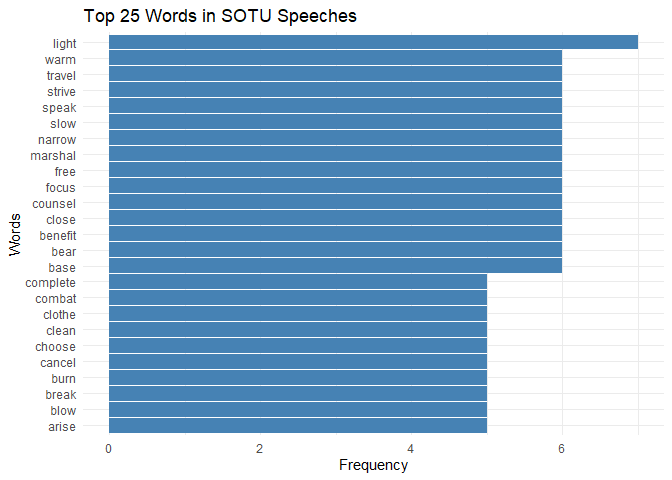 Top 25 Words in SOTU Speeches
light
warm
travel
strive
speak
slow
narrow
marshal
free
focus
counsel
close
benefit
bear
base
complete
combat
clothe
clean
choose
cancel
burn
break
blow
arise
Words
0 2 4 6
Frequency